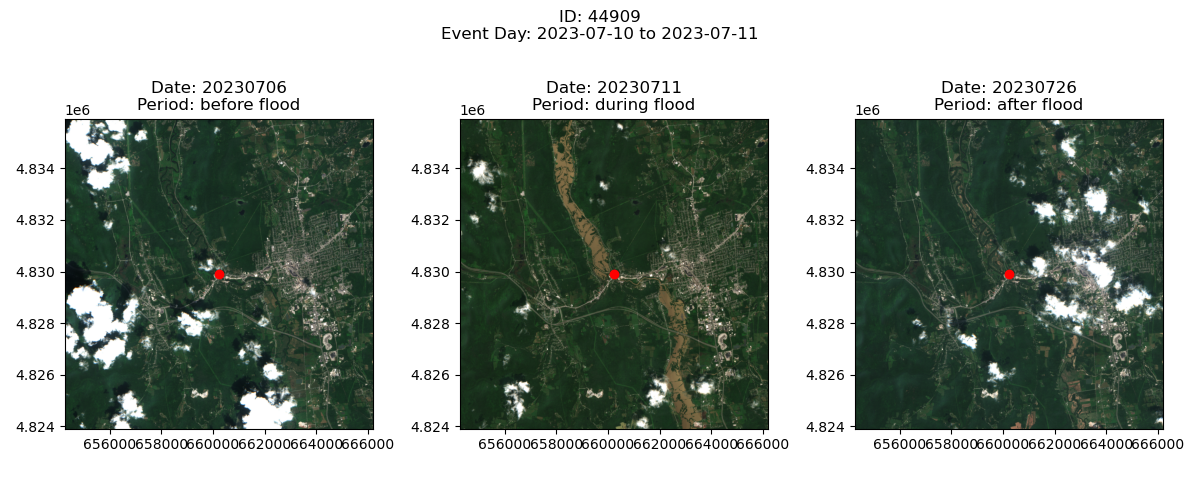 ID: 44909
Event Day: 2023-07-10 to 2023-07-11
Date: 20230706
Period: before flood
1e6
4.834
4.832
4.830
4.828
4.826
4.824
656000 658000 660000 662000 664000 666000
Date: 20230711
Period: during flood
1e6
4.834
4.832
4.830
4.828
4.826
4.824
656000 658000 660000 662000 664000 666000
Date: 20230726
Period: after flood
1e6
4.834
4.832
4.830
4.828
4.826
4.824
656000 658000 660000 662000 664000 666000